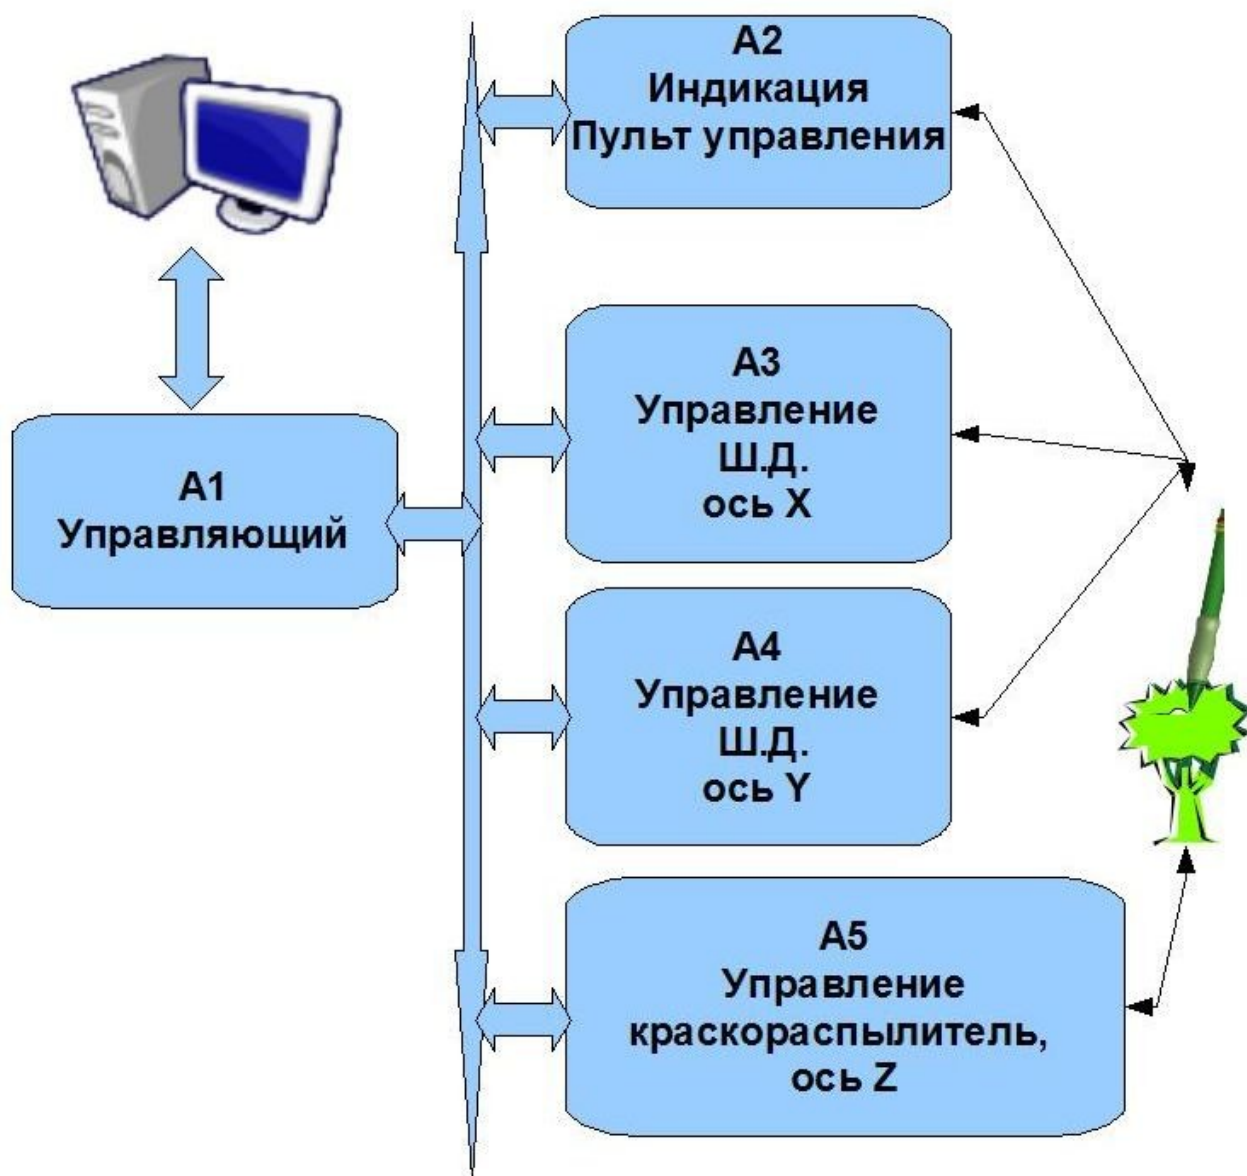 А2
Индикация
Пульт управления
А3
Управление
Ш.Д.
ось X
А1
Управляющий
А4
Управление
Ш.Д.
ось Y
А5
Управление
краскораспылитель,
ось Z